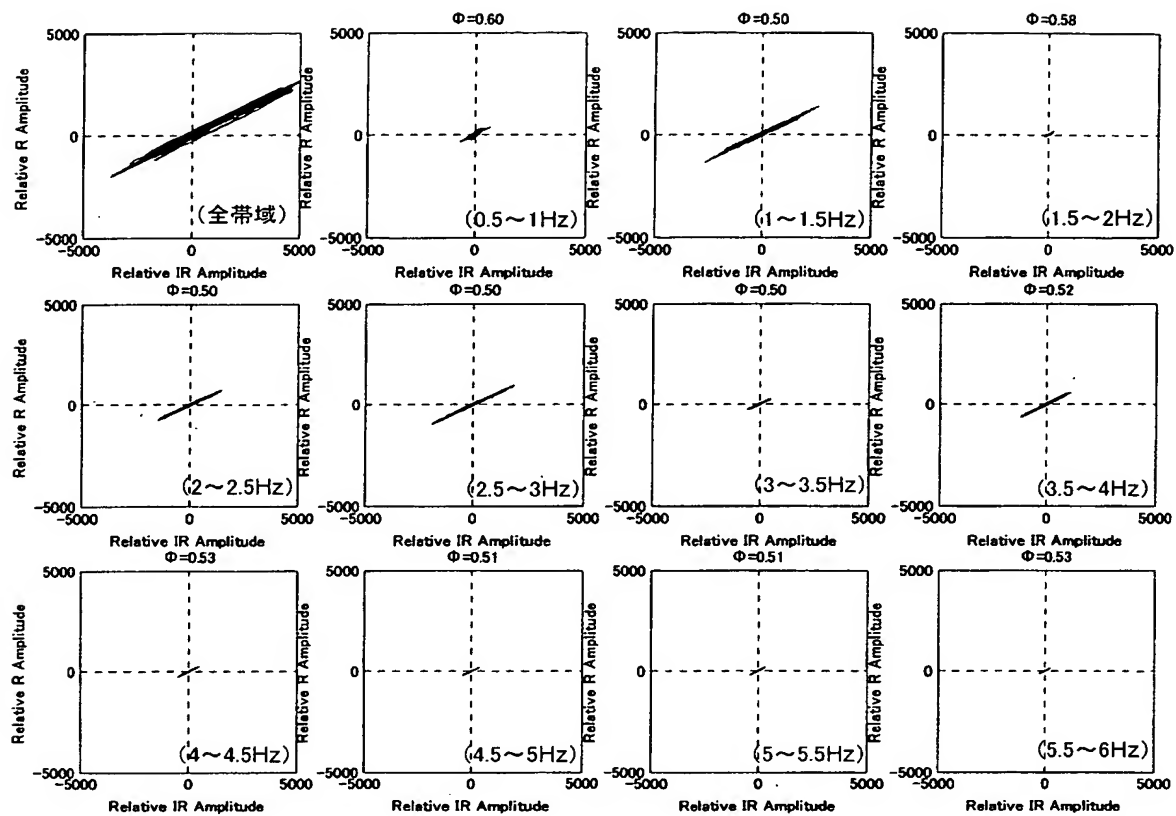 5000
0
-5000
-5000
0
5000
Relative IR Amplitude
Relative R Amplitude
(全帯域)
Φ=0.60
5000
0
-5000
-5000
0
5000
Relative IR Amplitude
Relative R Amplitude
(0.5~1Hz)
Φ=0.50
5000
0
-5000
-5000
0
5000
Relative IR Amplitude
Relative R Amplitude
(1~1.5Hz)
Φ=0.58
5000
0
-5000
-5000
0
5000
Relative IR Amplitude
Relative R Amplitude
(1.5~2Hz)
Φ=0.50
5000
0
-5000
-5000
0
5000
Relative IR Amplitude
Relative R Amplitude
(2~2.5Hz)
Φ=0.50
5000
0
-5000
-5000
0
5000
Relative IR Amplitude
Relative R Amplitude
(2.5~3Hz)
Φ=0.50
5000
0
-5000
-5000
0
5000
Relative IR Amplitude
Relative R Amplitude
(3~3.5Hz)
Φ=0.52
5000
0
-5000
-5000
0
5000
Relative IR Amplitude
Relative R Amplitude
(3.5~4Hz)
Φ=0.53
5000
0
-5000
-5000
0
5000
Relative IR Amplitude
Relative R Amplitude
(4~4.5Hz)
Φ=0.51
5000
0
-5000
-5000
0
5000
Relative IR Amplitude
Relative R Amplitude
(4.5~5Hz)
Φ=0.51
5000
0
-5000
-5000
0
5000
Relative IR Amplitude
Relative R Amplitude
(5~5.5Hz)
Φ=0.53
5000
0
-5000
-5000
0
5000
Relative IR Amplitude
Relative R Amplitude
(5.5~6Hz)